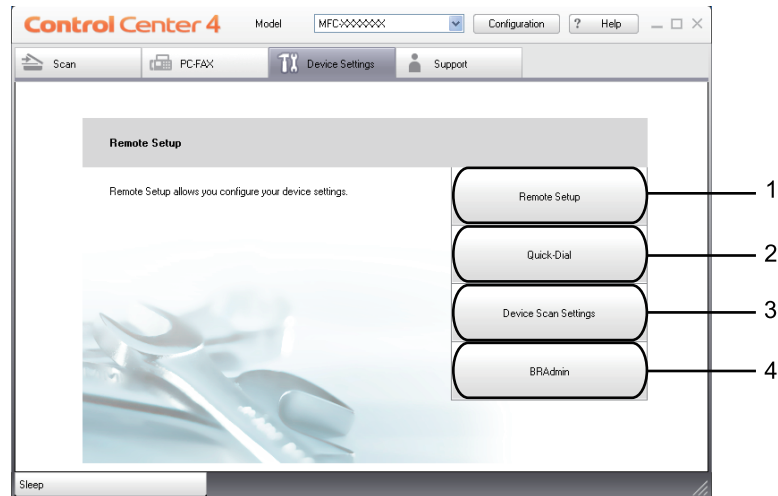 Control Center 4 Model MFC-XXXXXX Configuration ? Help
Scan PC-FAX Device Settings Support
Remote Setup
Remote Setup allows you configure your device settings.
Remote Setup 1
Quick-Dial 2
Device Scan Settings 3
BRAdmin 4
Sleep